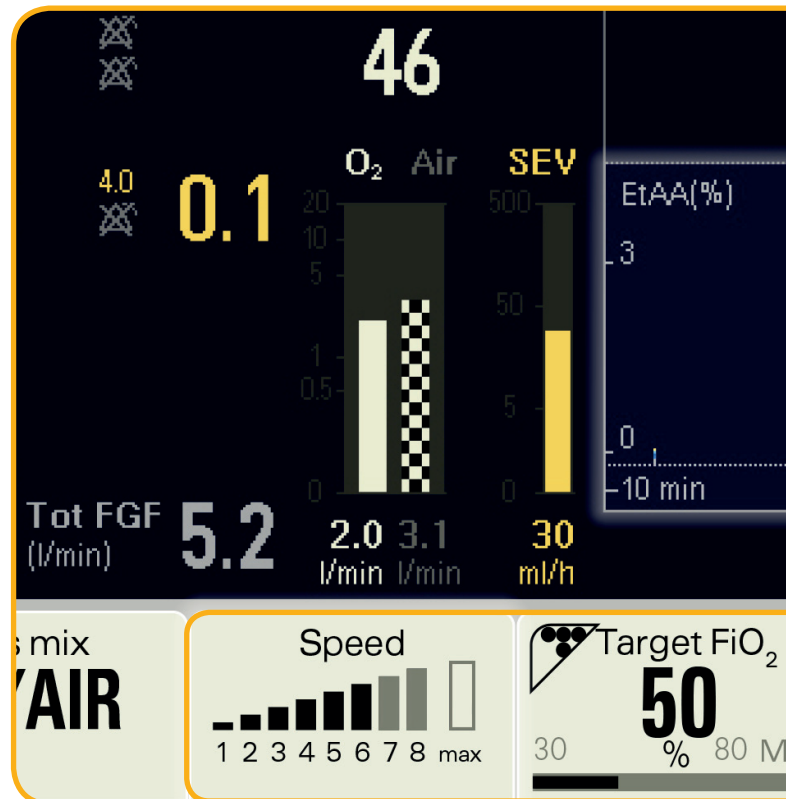 46
O₂ Air SEV
4.0
0.1
20
10
5
1
0.5
0
500
50
5
0
EtAA(%)
3
0
-10 min
Tot FGF
(l/min)
5.2
2.0 3.1 30
l/min l/min ml/h
s mix
/AIR
Speed
1 2 3 4 5 6 7 8 max
Target FiO₂
50
30 % 80 M